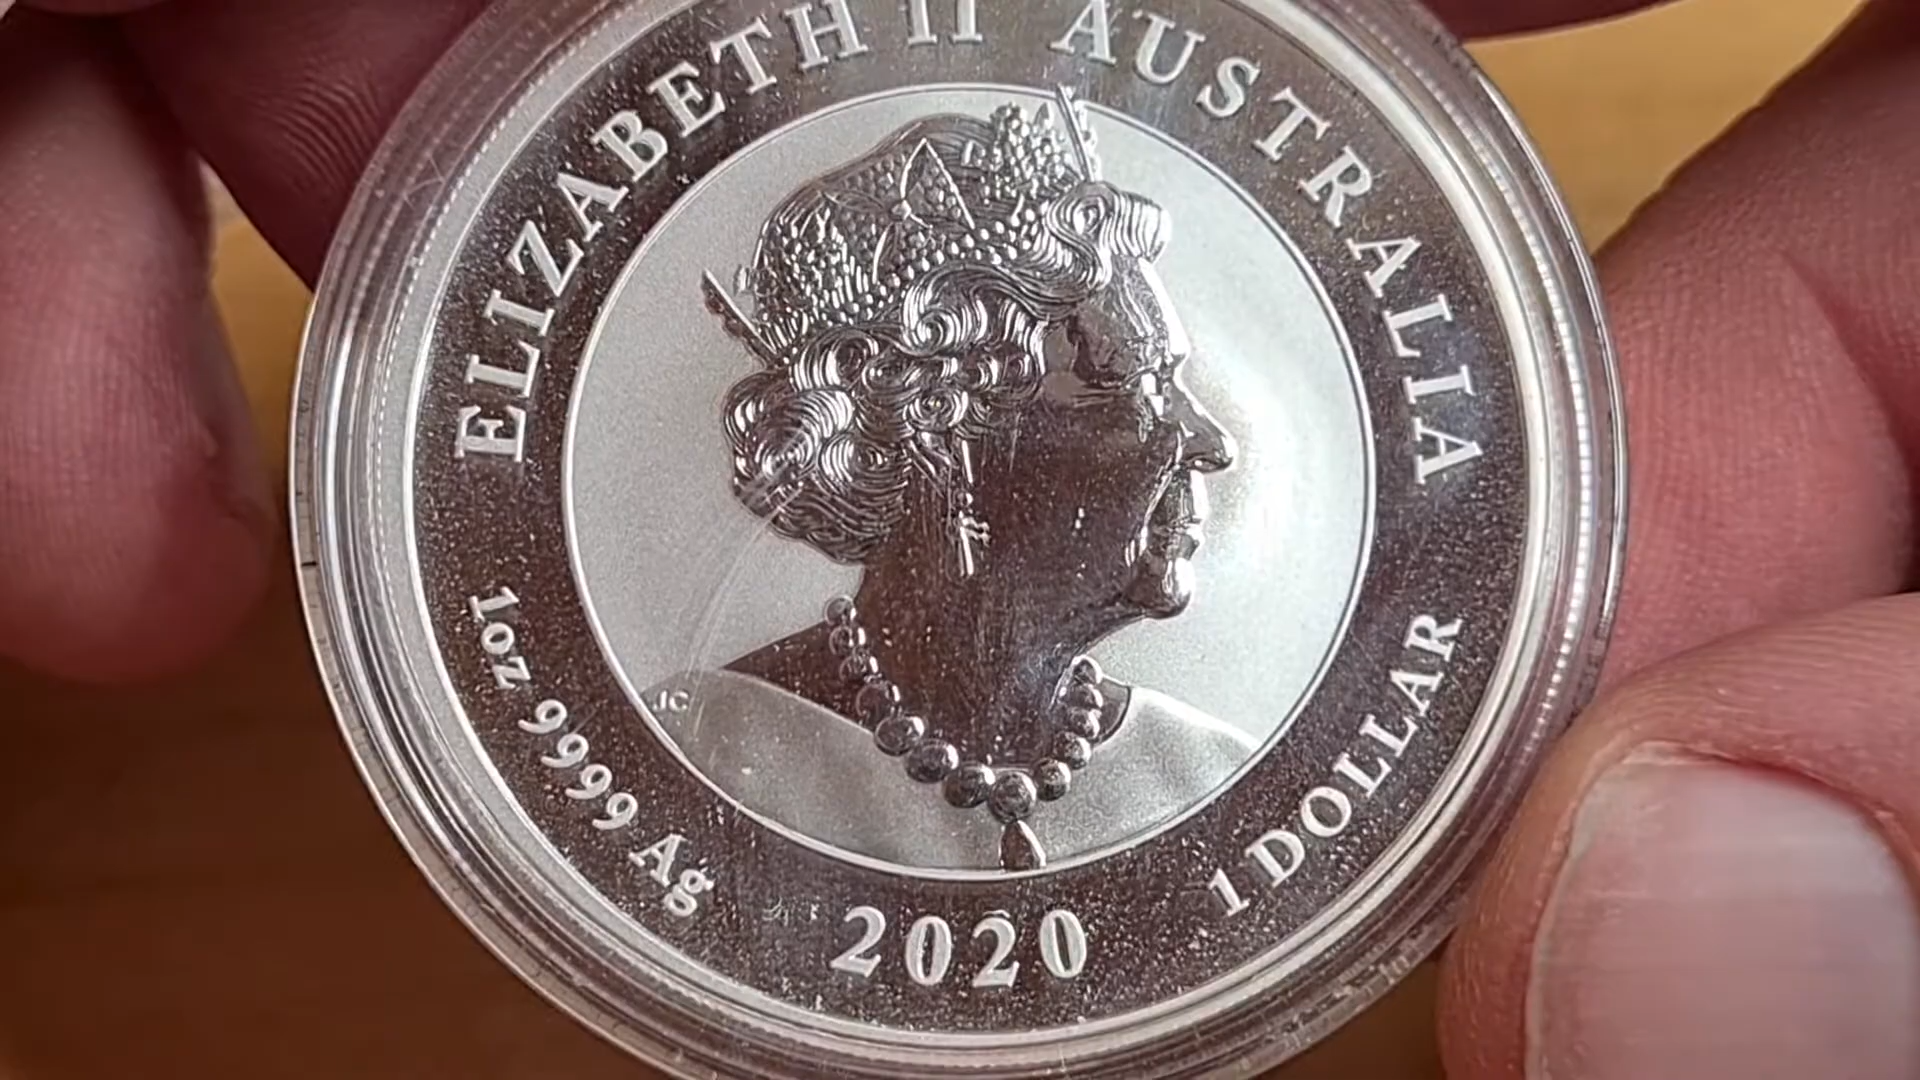 ELIZABETH II AUSTRALIA
JC
1oz 9999 Ag
2020
1 DOLLAR